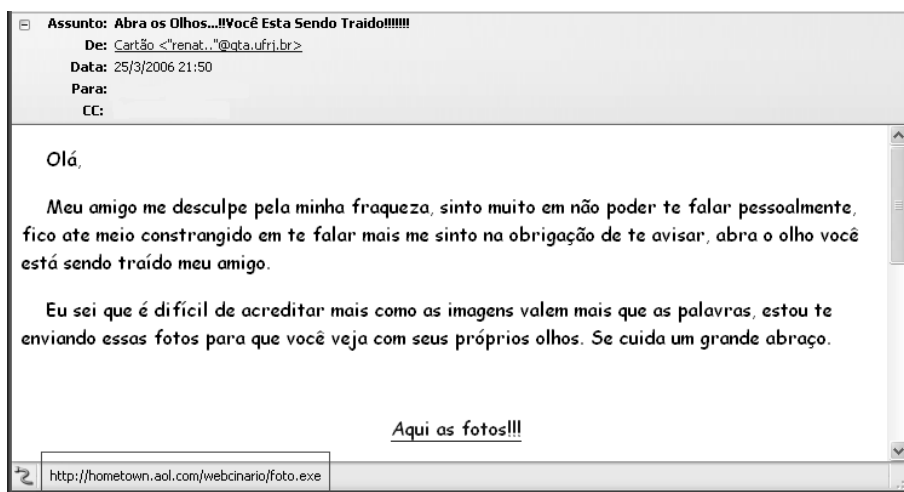 Assunto: Abra os Olhos...!!Você Esta Sendo Traido!!!!!!!
De: Cartão <"renat.."@gta.ufrj.br>
Data: 25/3/2006 21:50
Para:
CC:
Olá,
Meu amigo me desculpe pela minha fraqueza, sinto muito em não poder te falar pessoalmente,
fico ate meio constrangido em te falar mais me sinto na obrigação de te avisar, abra o olho você
está sendo traído meu amigo.
Eu sei que é difícil de acreditar mais como as imagens valem mais que as palavras, estou te
enviando essas fotos para que você veja com seus próprios olhos. Se cuida um grande abraço.
Aqui as fotos!!!
http://hometown.aol.com/webcinario/foto.exe